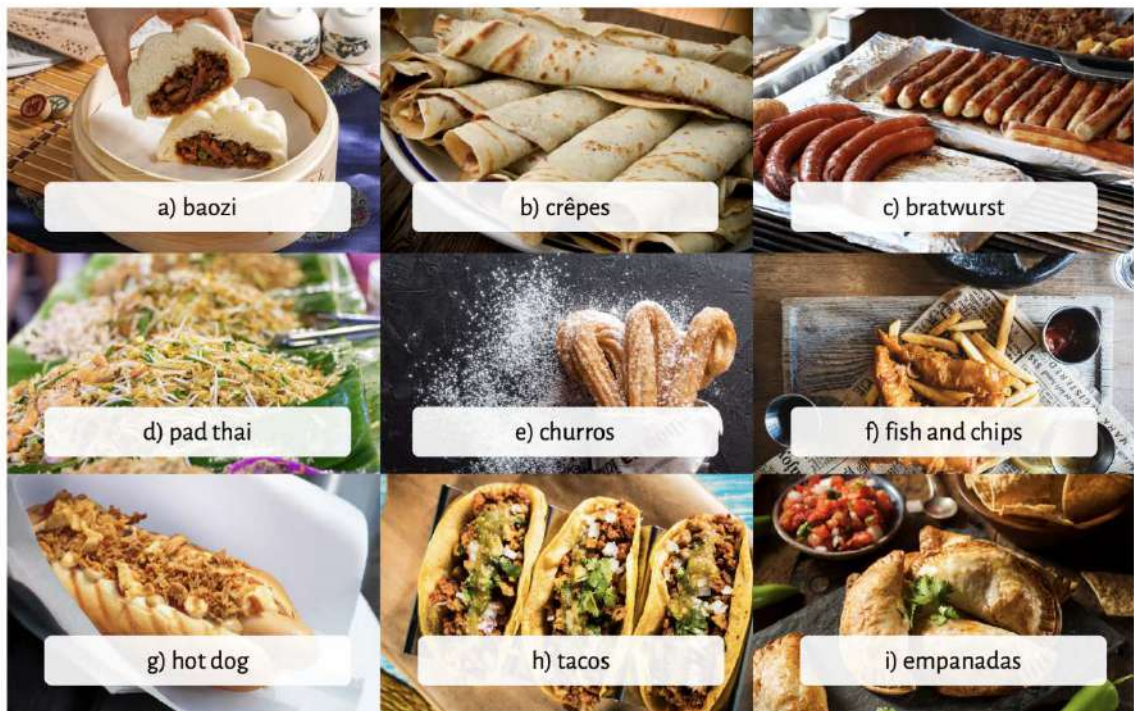 a) baozi
b) crêpes
c) bratwurst
d) pad thai
e) churros
f) fish and chips
g) hot dog
h) tacos
i) empanadas